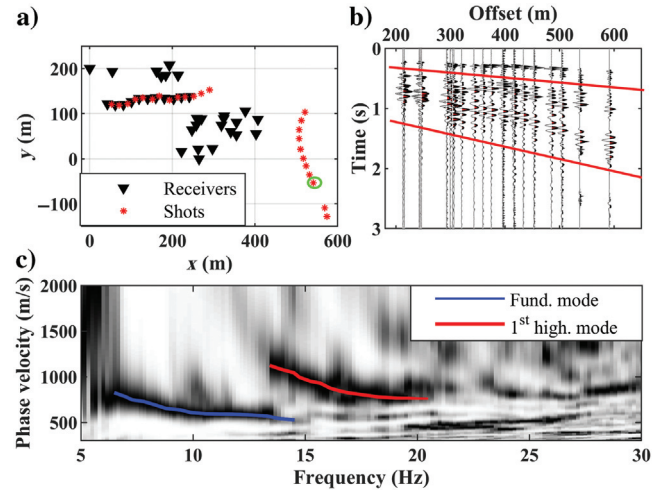 a)
b)
Offset (m)
200 300 400 500 600
0
1
2
3
Time (s)
200
100
0
−100
y (m)
Receivers
Shots
0 200 400 600
x (m)
c)
2000
1500
1000
500
Phase velocity (m/s)
Fund. mode
1st high. mode
5 10 15 20 25 30
Frequency (Hz)